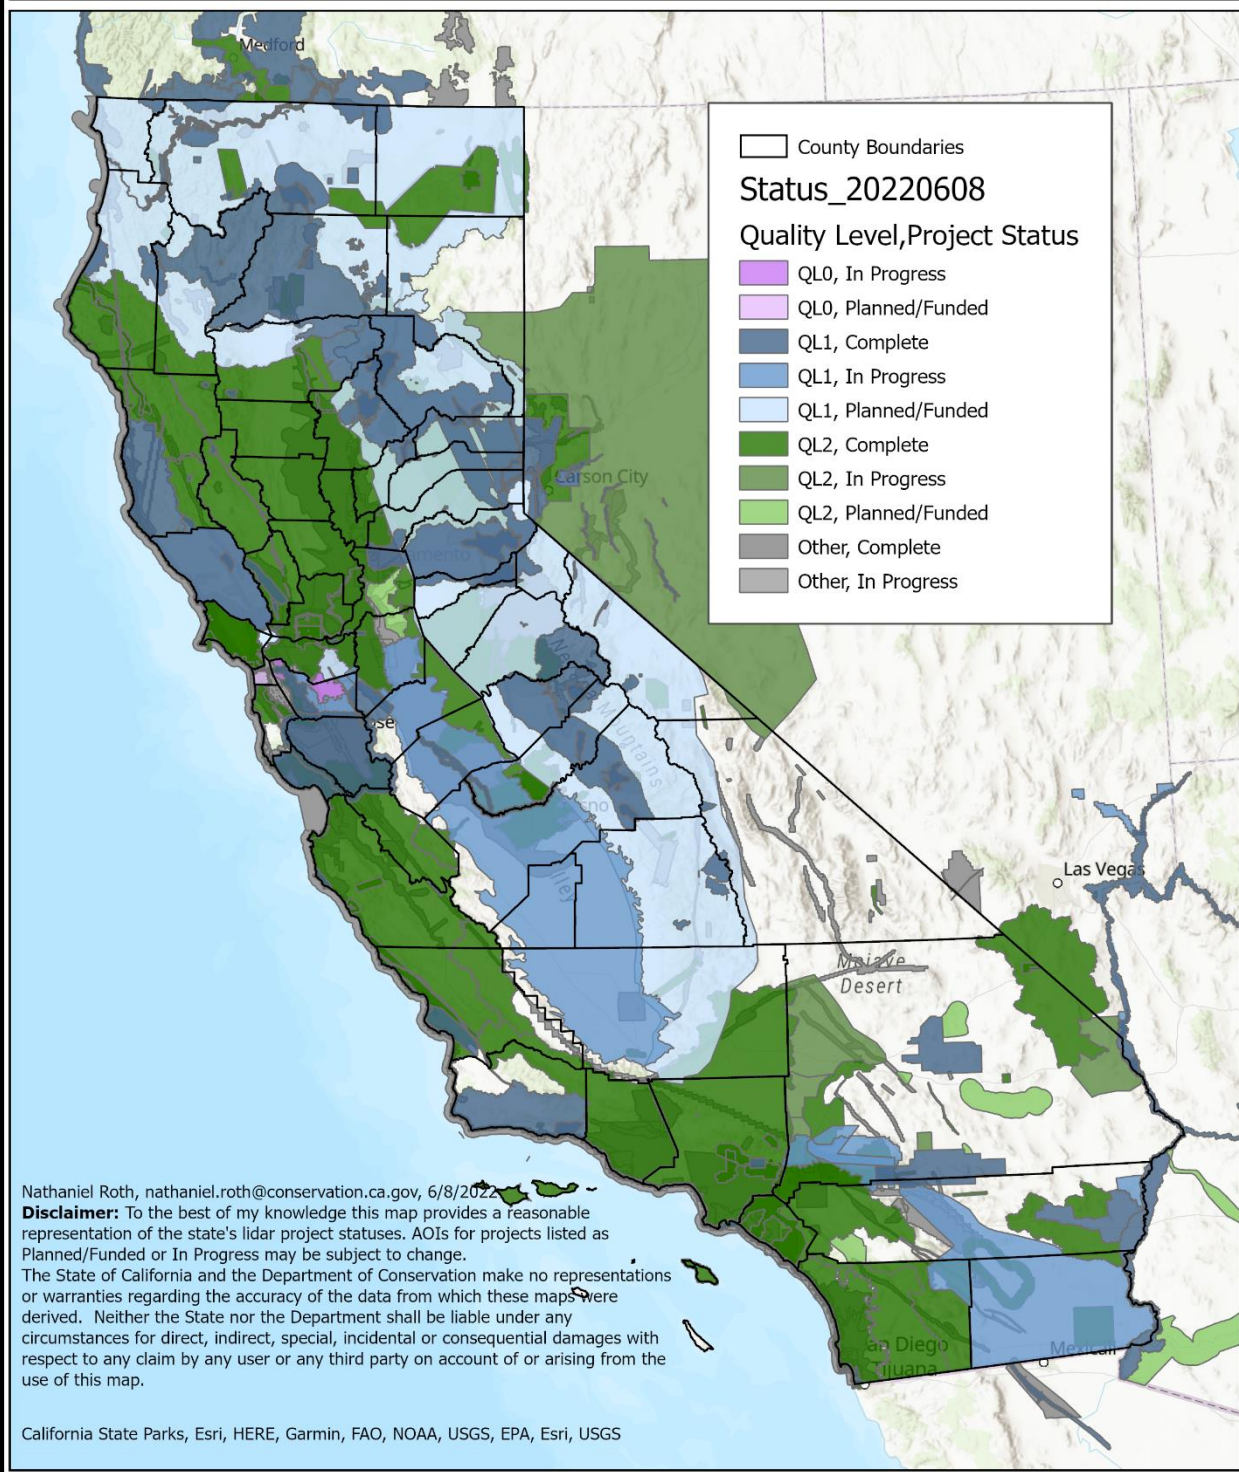 Medford
County Boundaries
Status_20220608
Quality Level,Project Status
QL0, In Progress
QL0, Planned/Funded
QL1, Complete
QL1, In Progress
QL1, Planned/Funded
QL2, Complete
QL2, In Progress
QL2, Planned/Funded
Other, Complete
Other, In Progress
Carson City
Mountains
Las Vegas
Mojave
Desert
San Diego
Tijuana
Mexicali
Nathaniel Roth, nathaniel.roth@conservation.ca.gov, 6/8/2022
Disclaimer: To the best of my knowledge this map provides a reasonable
representation of the state's lidar project statuses. AOIs for projects listed as
Planned/Funded or In Progress may be subject to change.
The State of California and the Department of Conservation make no representations
or warranties regarding the accuracy of the data from which these maps were
derived. Neither the State nor the Department shall be liable under any
circumstances for direct, indirect, special, incidental or consequential damages with
respect to any claim by any user or any third party on account of or arising from the
use of this map.
California State Parks, Esri, HERE, Garmin, FAO, NOAA, USGS, EPA, Esri, USGS